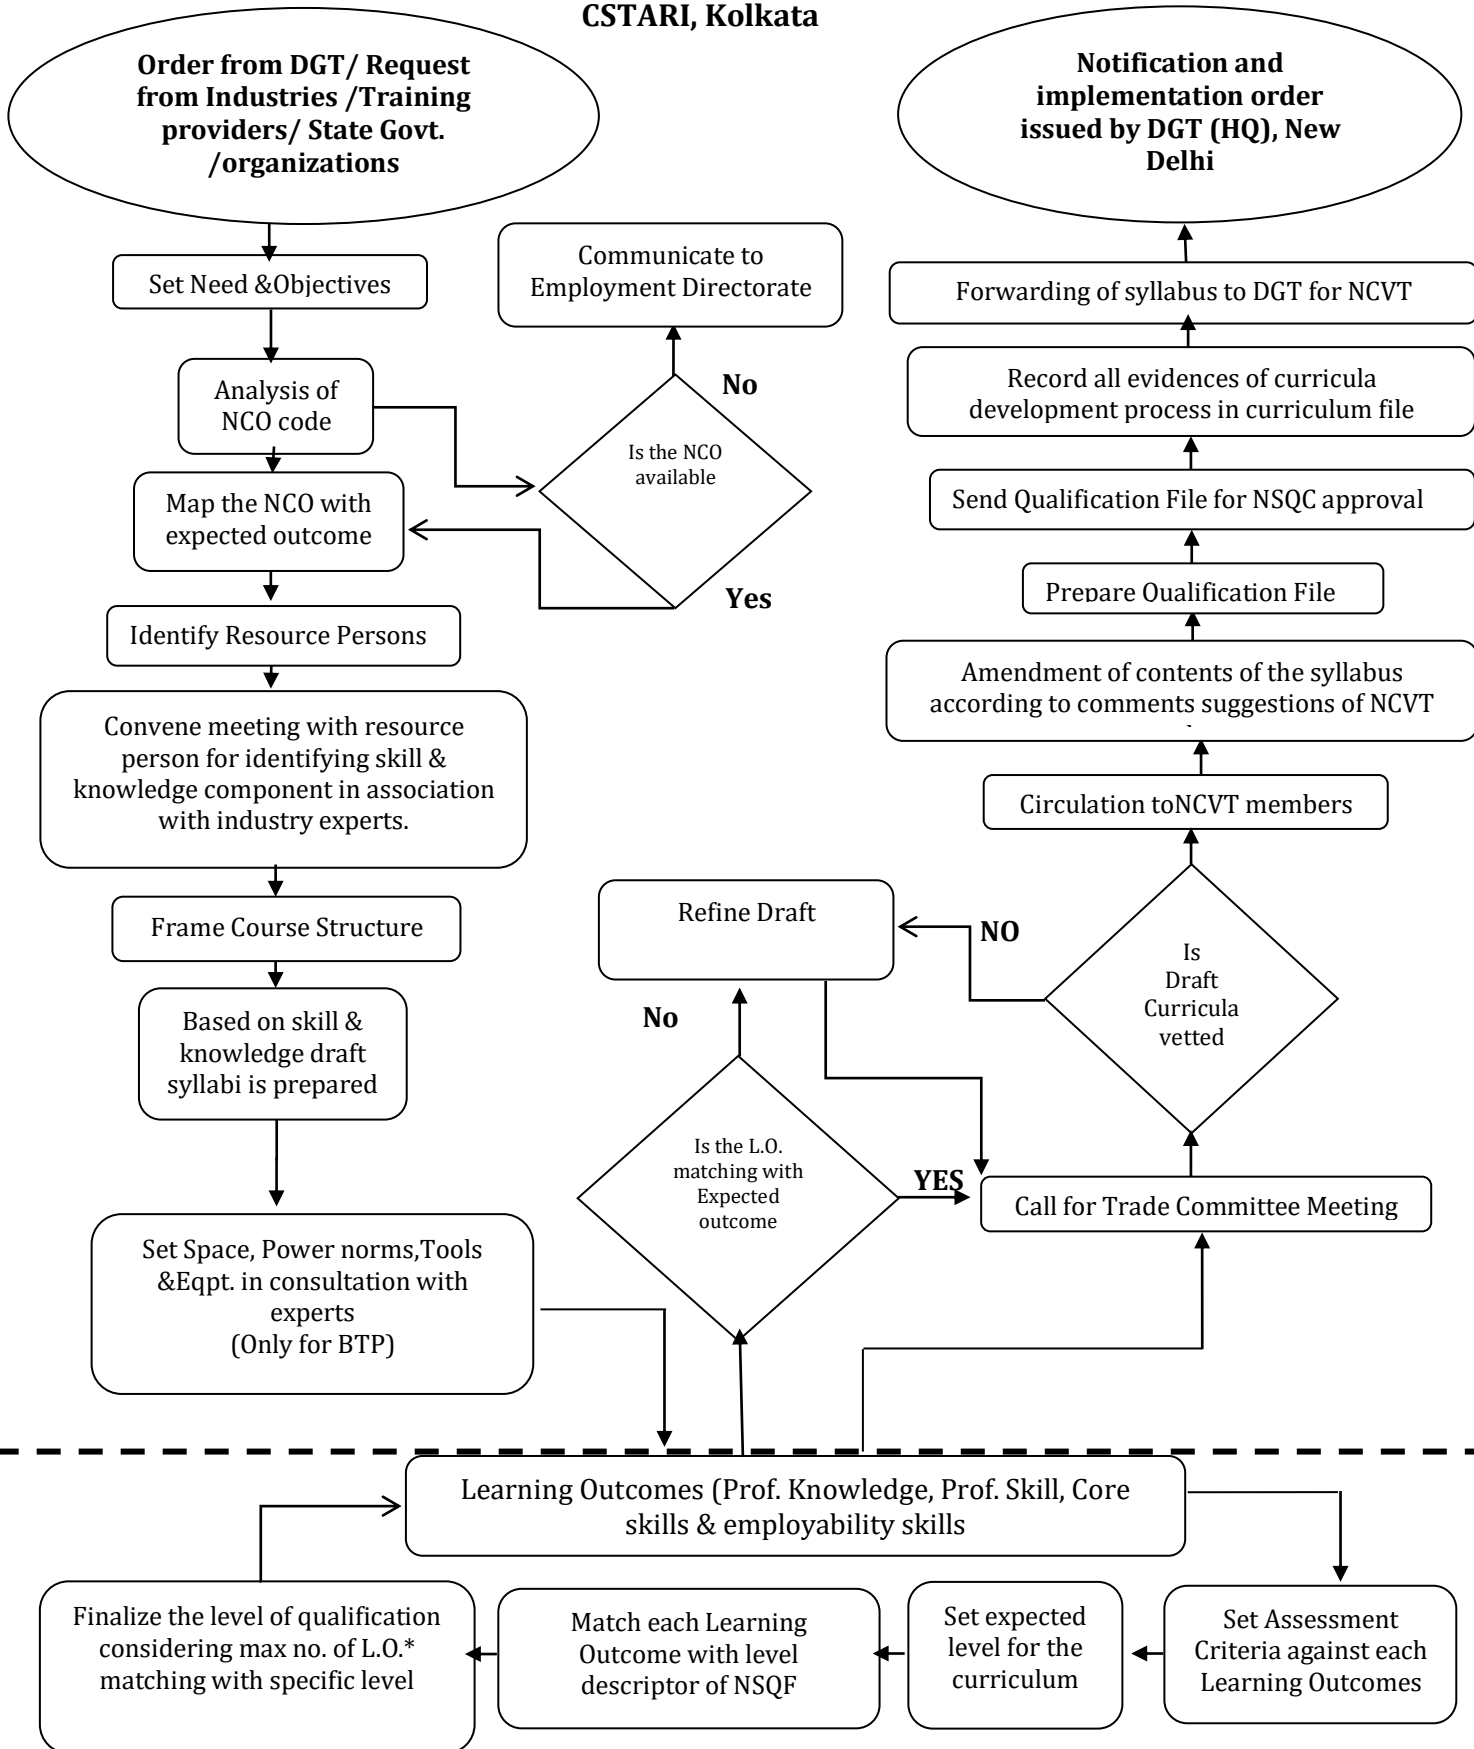 CSTARI, Kolkata
Order from DGT/ Request
from Industries /Training
providers/ State Govt.
/organizations
Set Need &Objectives
Analysis of
NCO code
Map the NCO with
expected outcome
Identify Resource Persons
Convene meeting with resource
person for identifying skill &
knowledge component in association
with industry experts.
Frame Course Structure
Based on skill &
knowledge draft
syllabi is prepared
Set Space, Power norms,Tools
&Eqpt. in consultation with
experts
(Only for BTP)
Communicate to
Employment Directorate
No
Is the NCO
available
Yes
Notification and
implementation order
issued by DGT (HQ), New
Delhi
Forwarding of syllabus to DGT for NCVT
Record all evidences of curricula
development process in curriculum file
Send Qualification File for NSQC approval
Prepare Qualification File
Amendment of contents of the syllabus
according to comments suggestions of NCVT
Circulation toNCVT members
Refine Draft
NO
Is
Draft
Curricula
vetted
No
Is the L.O.
matching with
Expected
outcome
YES
Call for Trade Committee Meeting
Learning Outcomes (Prof. Knowledge, Prof. Skill, Core
skills & employability skills
Finalize the level of qualification
considering max no. of L.O.*
matching with specific level
Match each Learning
Outcome with level
descriptor of NSQF
Set expected
level for the
curriculum
Set Assessment
Criteria against each
Learning Outcomes